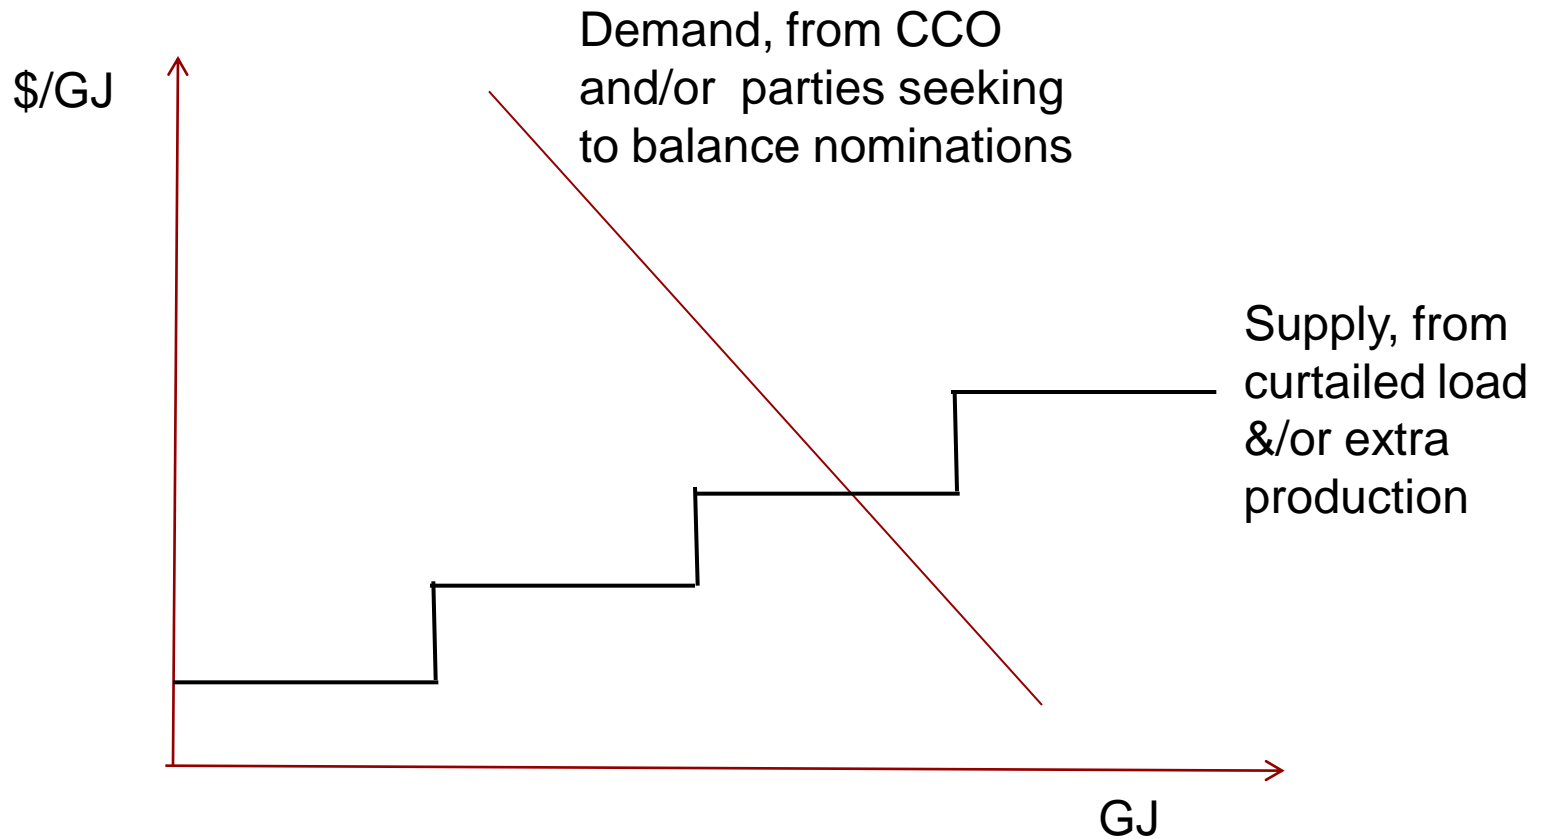 Demand, from CCO
and/or parties seeking
to balance nominations
$/GJ
Supply, from
curtailed load
&/or extra
production
GJ